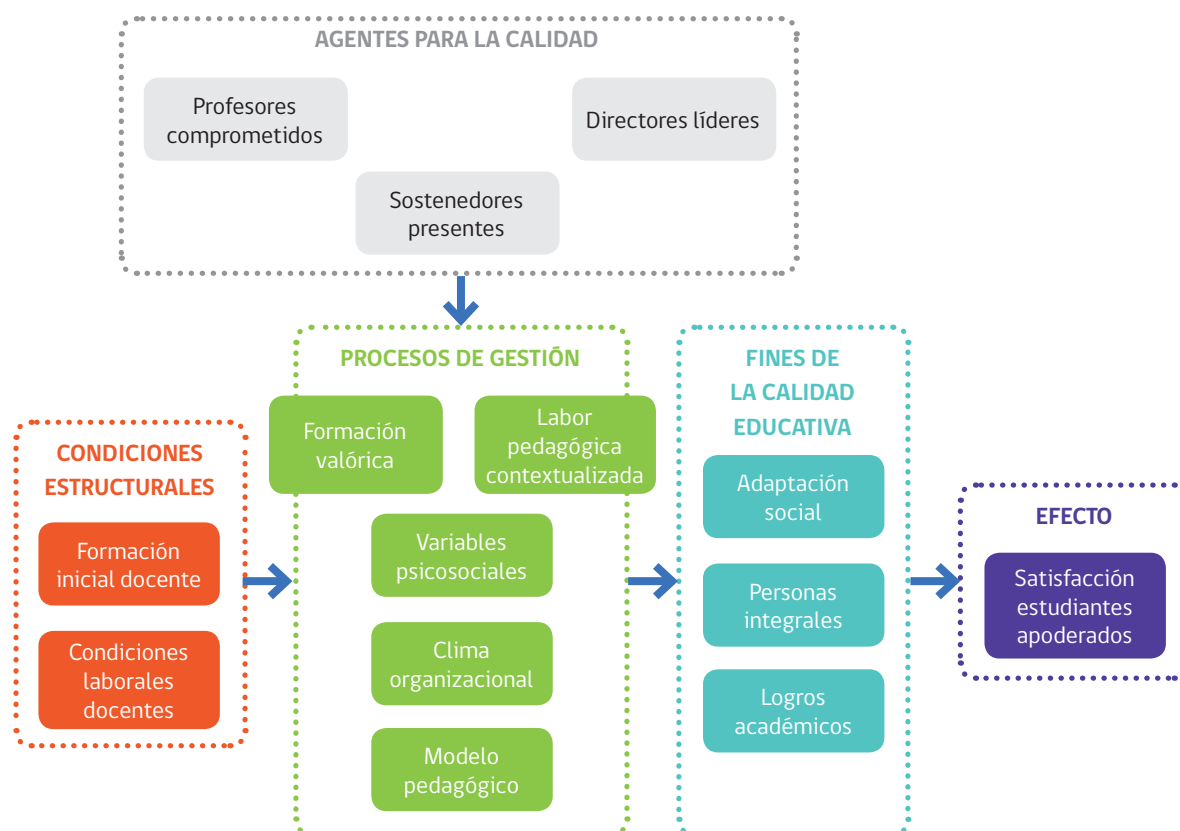 AGENTES PARA LA CALIDAD
Profesores
comprometidos
Directores líderes
Sostenedores
presentes
CONDICIONES
ESTRUCTURALES
Formación
inicial docente
Condiciones
laborales
docentes
PROCESOS DE GESTIÓN
Formación
valórica
Labor
pedagógica
contextualizada
Variables
psicosociales
Clima
organizacional
Modelo
pedagógico
FINES DE
LA CALIDAD
EDUCATIVA
Adaptación
social
Personas
integrales
Logros
académicos
EFECTO
Satisfacción
estudiantes
apoderados